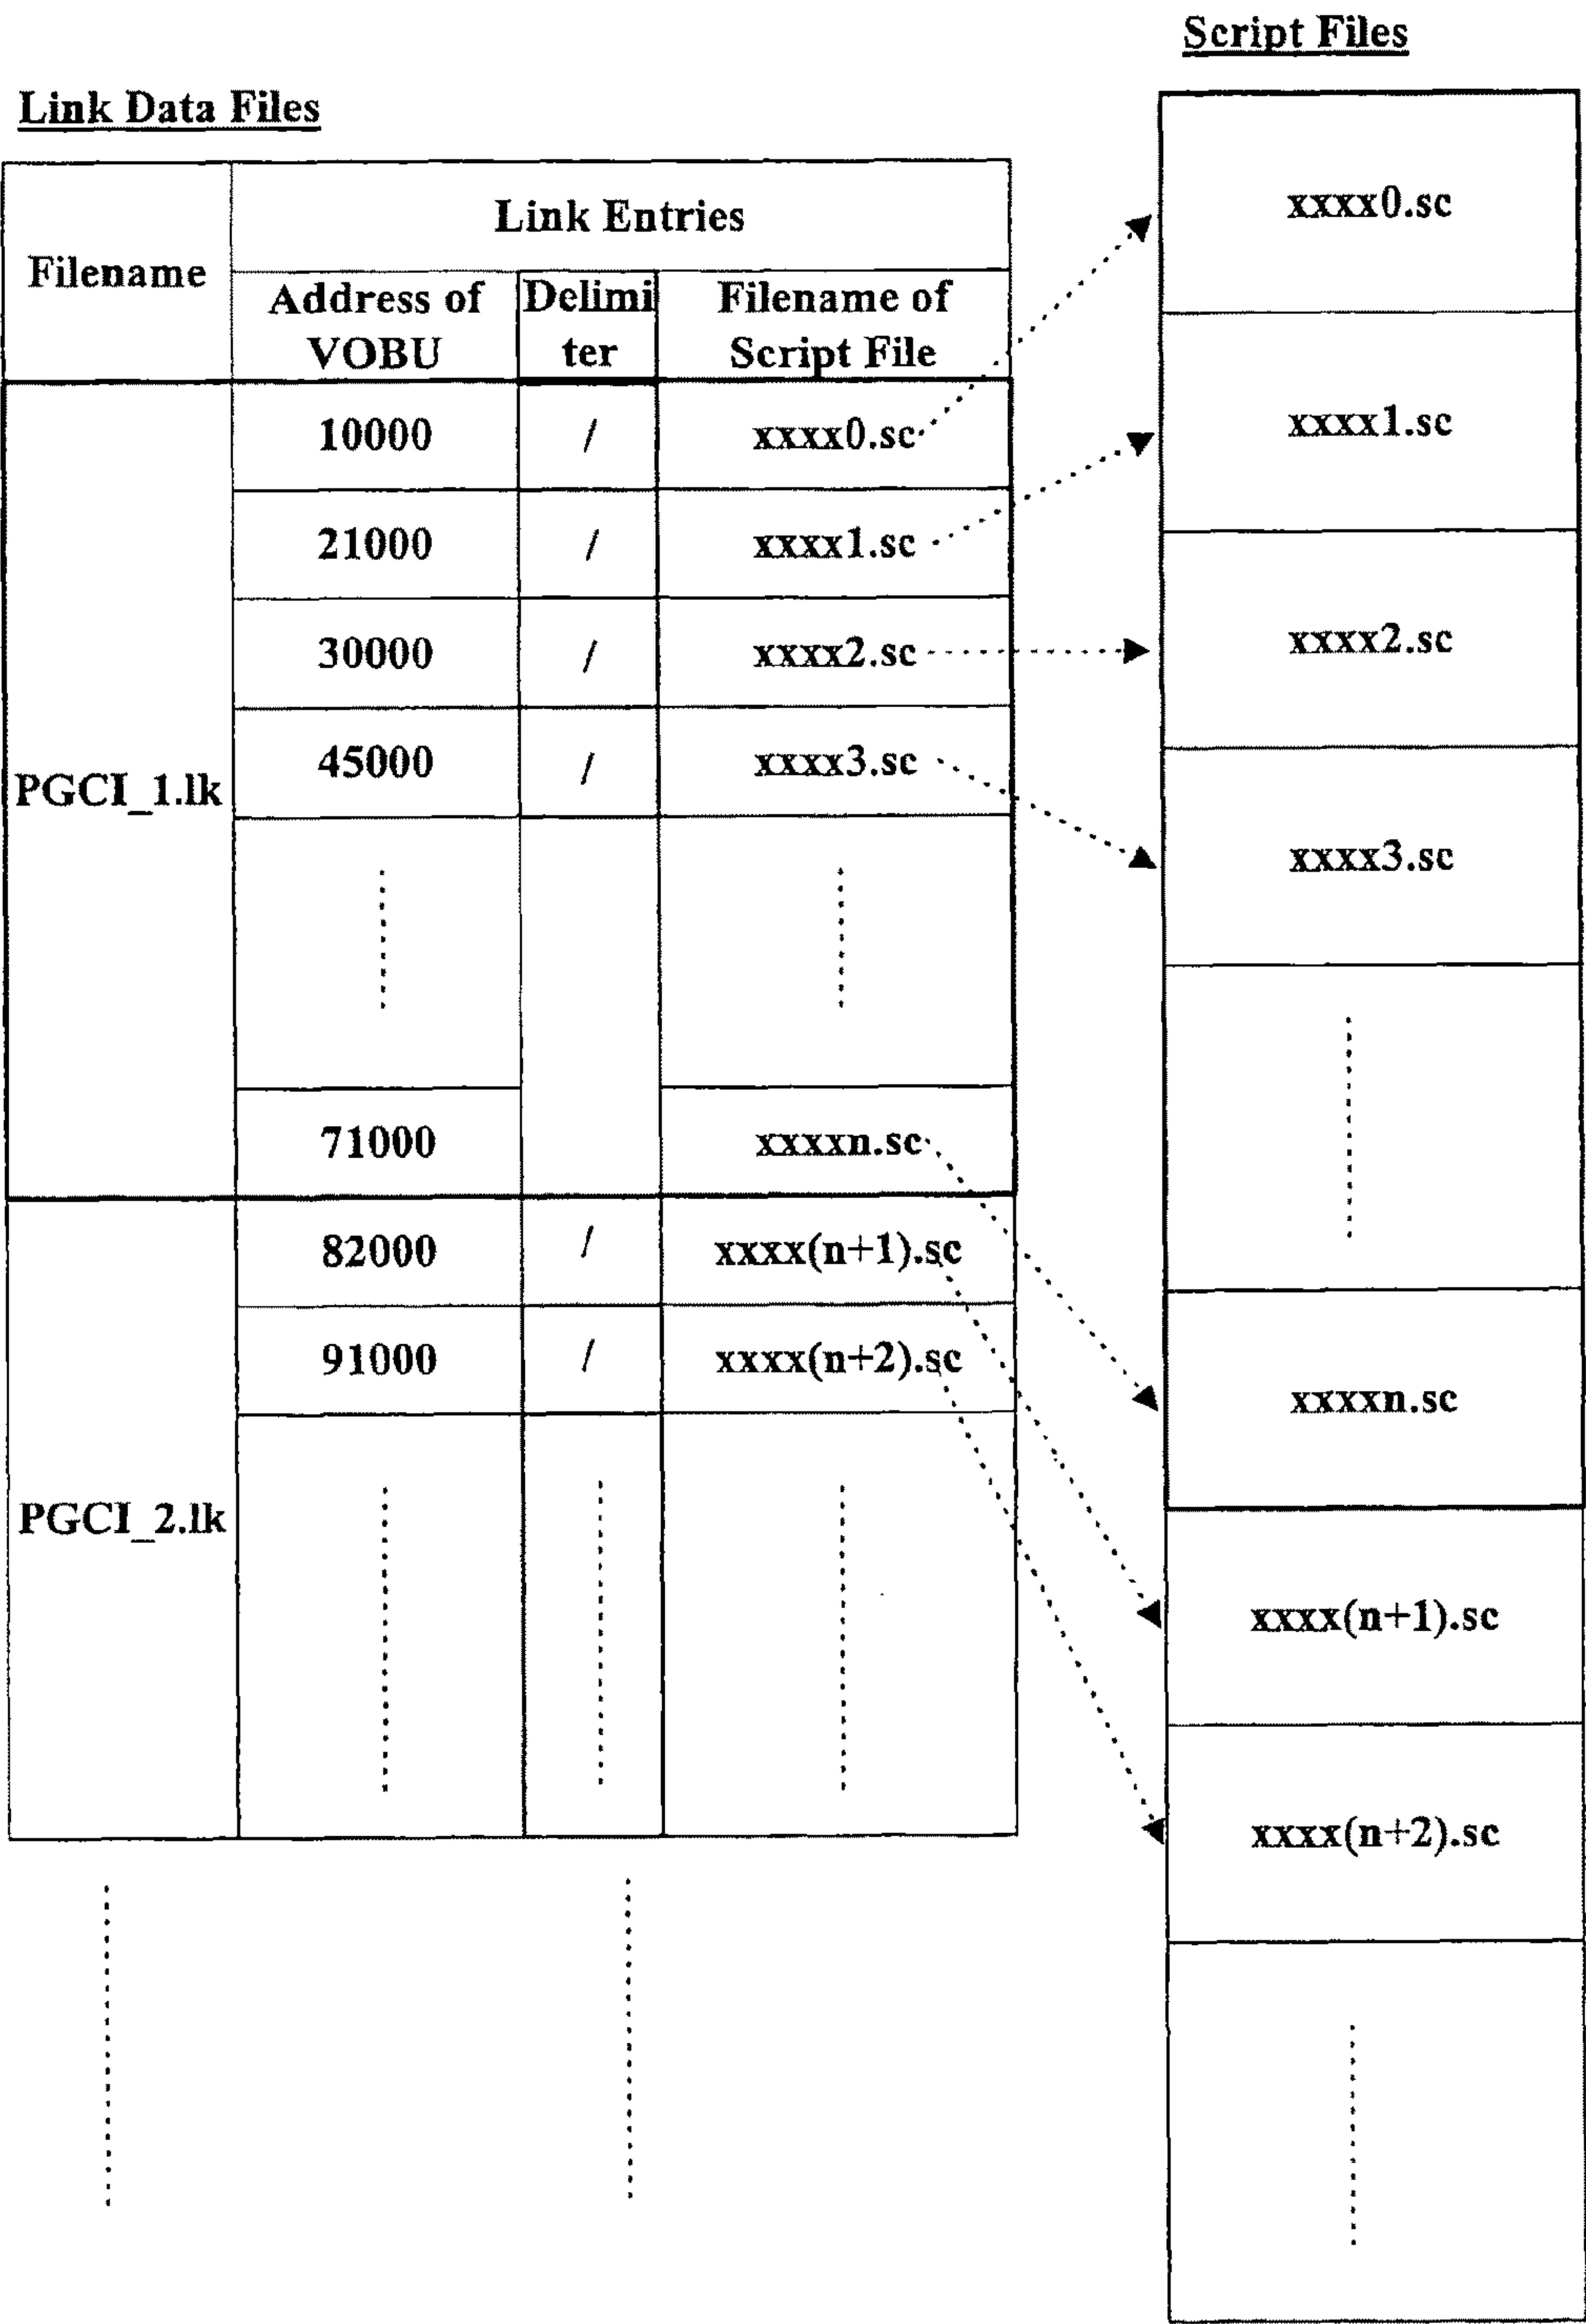 Script Files
Link Data Files
Filename
Link Entries
Address of
VOBU
Delimi
ter
Filename of
Script File
PGCI_1.lk
10000 / xxxx0.sc
21000 / xxxx1.sc
30000 / xxxx2.sc
45000 / xxxx3.sc
71000 xxxxn.sc
PGCI_2.lk
82000 / xxxx(n+1).sc
91000 / xxxx(n+2).sc
xxxx0.sc
xxxx1.sc
xxxx2.sc
xxxx3.sc
xxxxn.sc
xxxx(n+1).sc
xxxx(n+2).sc